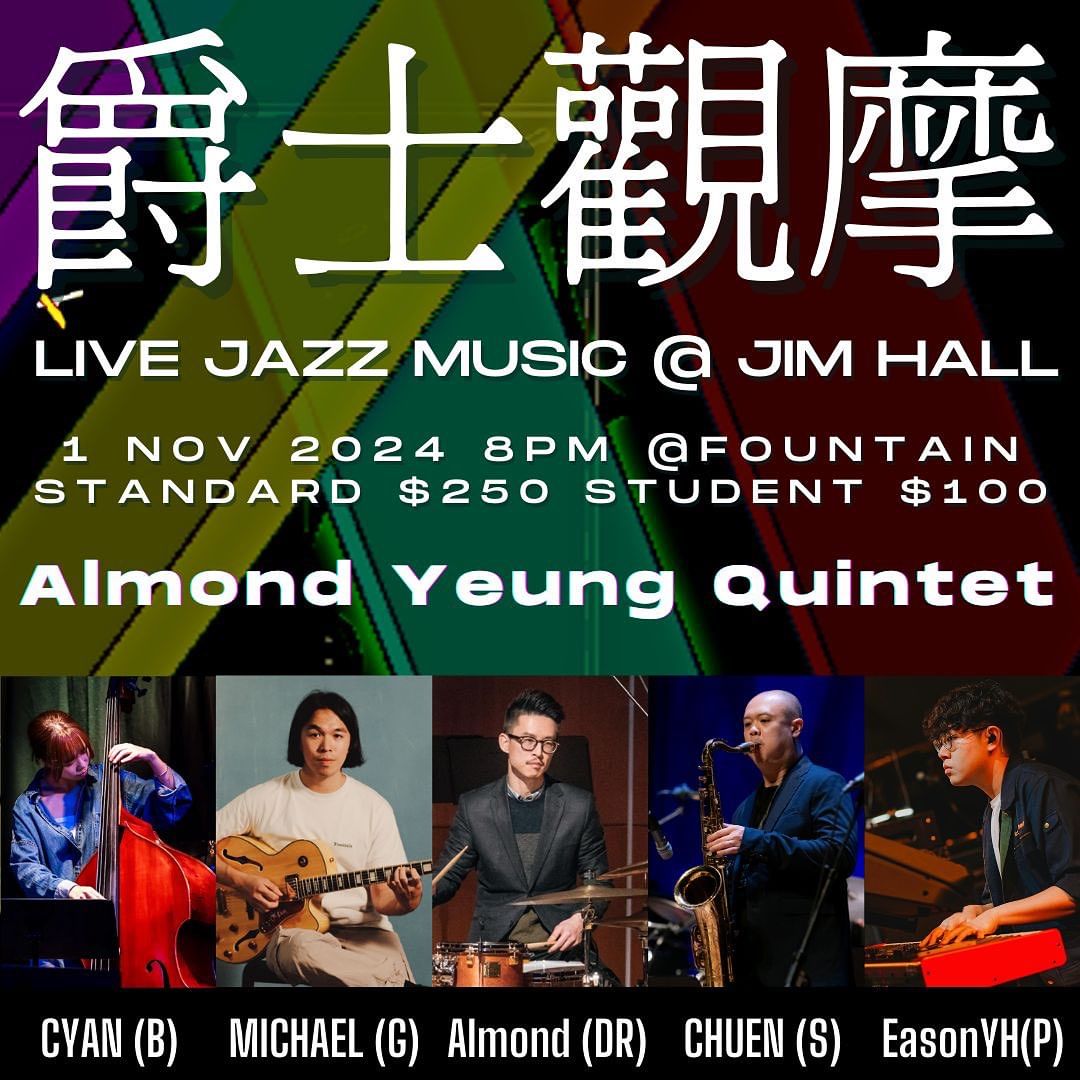 爵士觀摩
LIVE JAZZ MUSIC @ JIM HALL
1 NOV 2024 8PM @FOUNTAIN
STANDARD $250 STUDENT $100
Almond Yeung Quintet
CYAN (B) MICHAEL (G) Almond (DR) CHUEN (S) EasonYH(P)